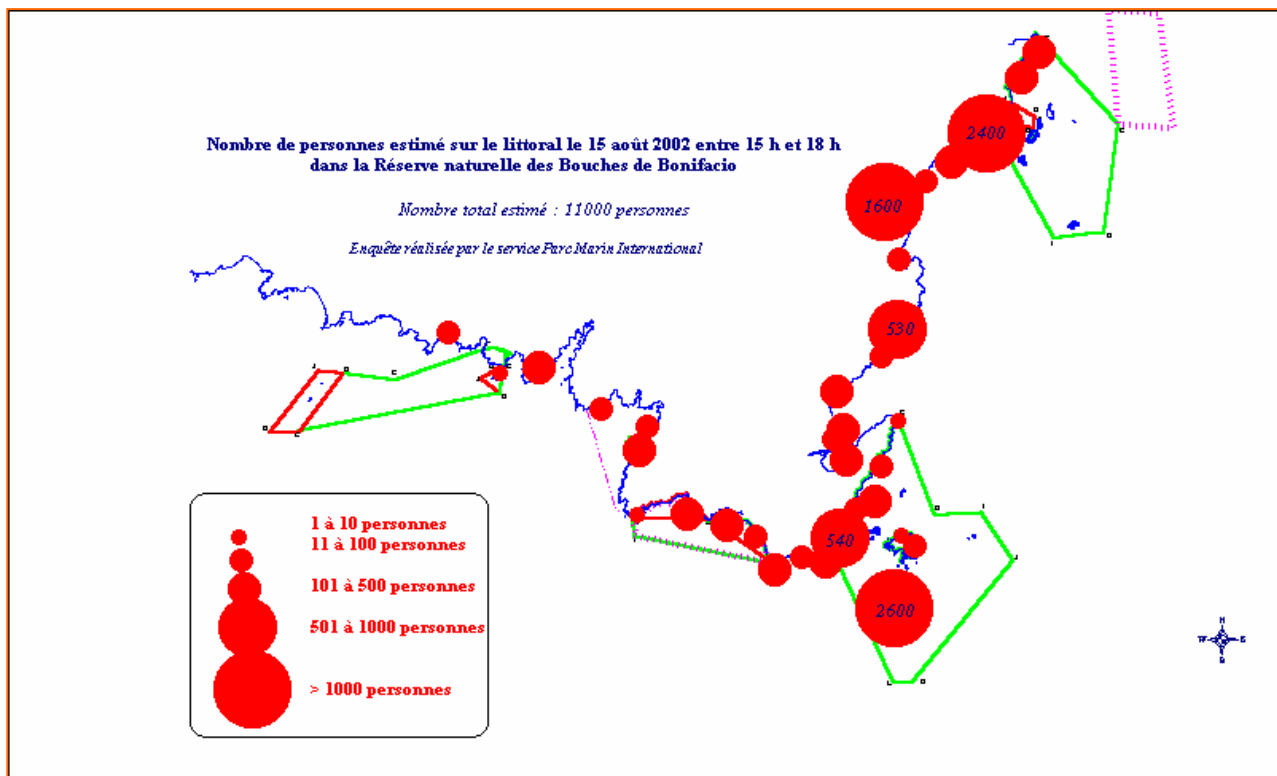 Nombre de personnes estimé sur le littoral le 15 août 2002 entre 15 h et 18 h
dans la Réserve naturelle des Bouches de Bonifacio
Nombre total estimé : 11000 personnes
Enquête réalisée par le service Parc Marin International
2400
1600
530
540
2600
1 à 10 personnes
11 à 100 personnes
101 à 500 personnes
501 à 1000 personnes
> 1000 personnes
N
W
E
S